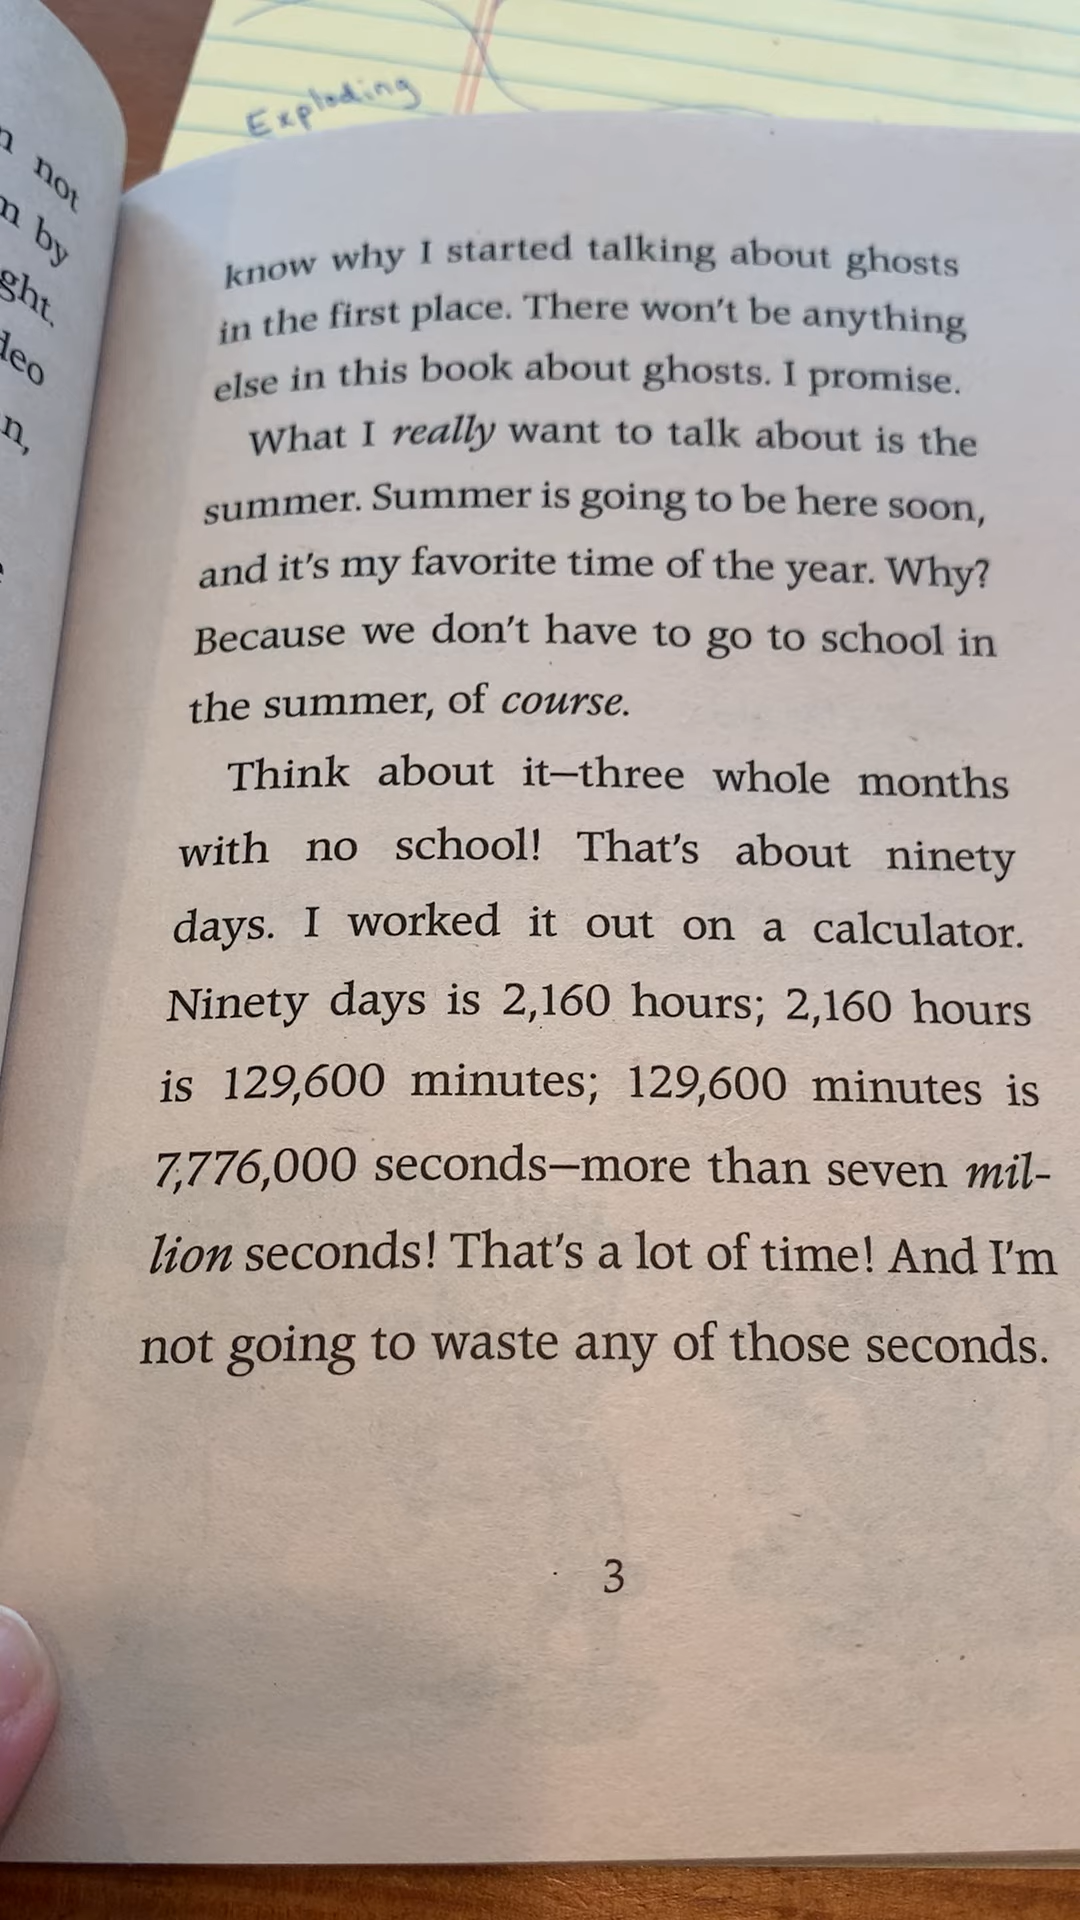 Exploding
not
by
know why I started talking about ghosts
in the first place. There won't be anything
else in this book about ghosts. I promise.
What I really want to talk about is the
summer. Summer is going to be here soon,
and it's my favorite time of the year. Why?
Because we don't have to go to school in
the summer, of course.
Think about it—three whole months
with no school! That's about ninety
days. I worked it out on a calculator.
Ninety days is 2,160 hours; 2,160 hours
is 129,600 minutes; 129,600 minutes is
7,776,000 seconds—more than seven mil-
lion seconds! That's a lot of time! And I'm
not going to waste any of those seconds.
3